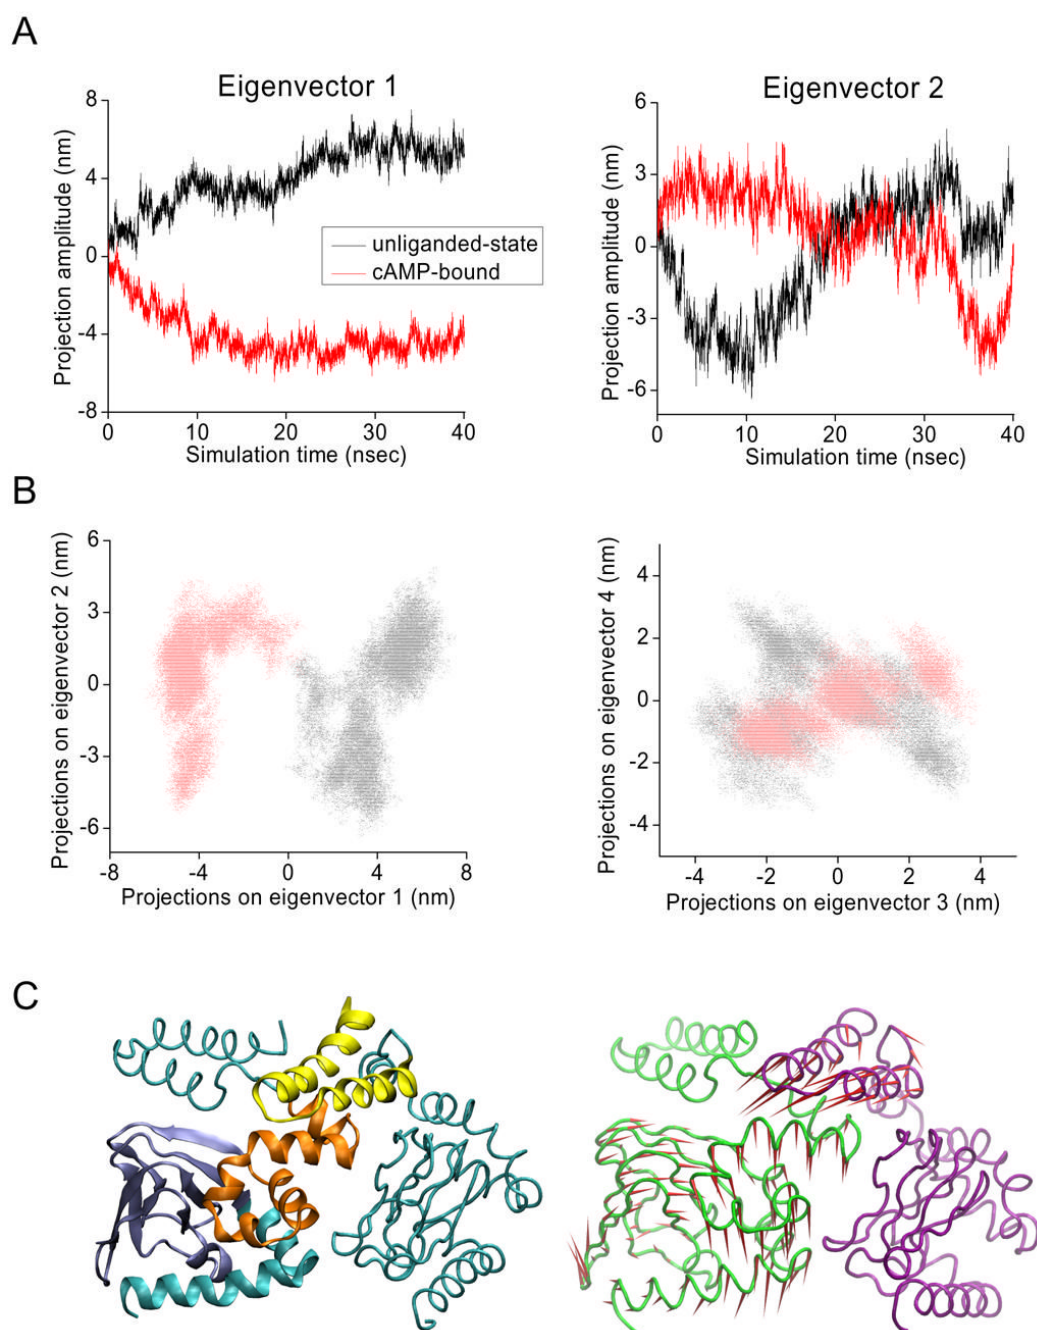 A
Eigenvector 1
Projection amplitude (nm)
8
4
0
-4
-8
0
10
20
30
40
Simulation time (nsec)
unliganded-state
cAMP-bound
Eigenvector 2
Projection amplitude (nm)
6
3
0
-3
-6
0
10
20
30
40
Simulation time (nsec)
B
Projections on eigenvector 2 (nm)
6
3
0
-3
-6
-8
-4
0
4
8
Projections on eigenvector 1 (nm)
Projections on eigenvector 4 (nm)
4
2
0
-2
-4
-4
-2
0
2
4
Projections on eigenvector 3 (nm)
C